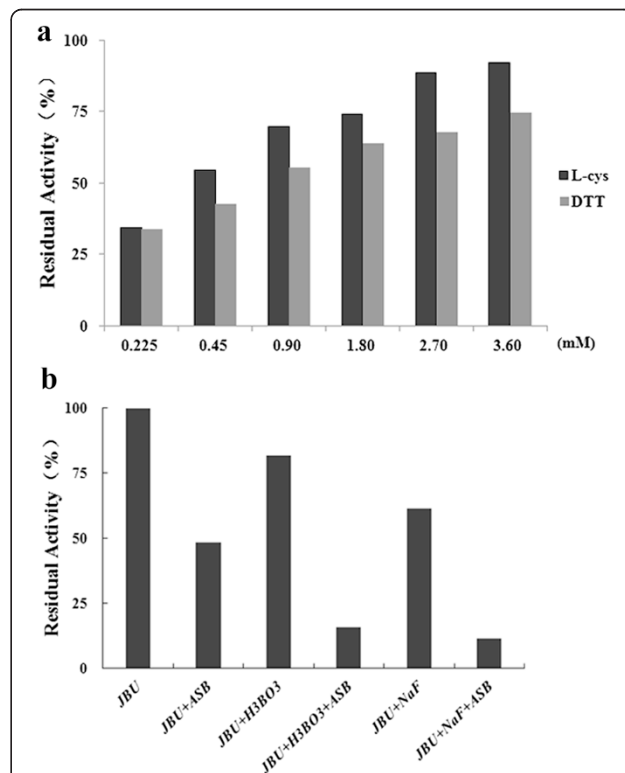 a
Residual Activity (%)
100
75
50
25
0
0.225 0.45 0.90 1.80 2.70 3.60 (mM)
L-cys
DTT
b
Residual Activity (%)
100
75
50
25
0
JBU
JBU+ASB
JBU+H3BO3
JBU+H3BO3+ASB
JBU+NaF
JBU+NaF+ASB